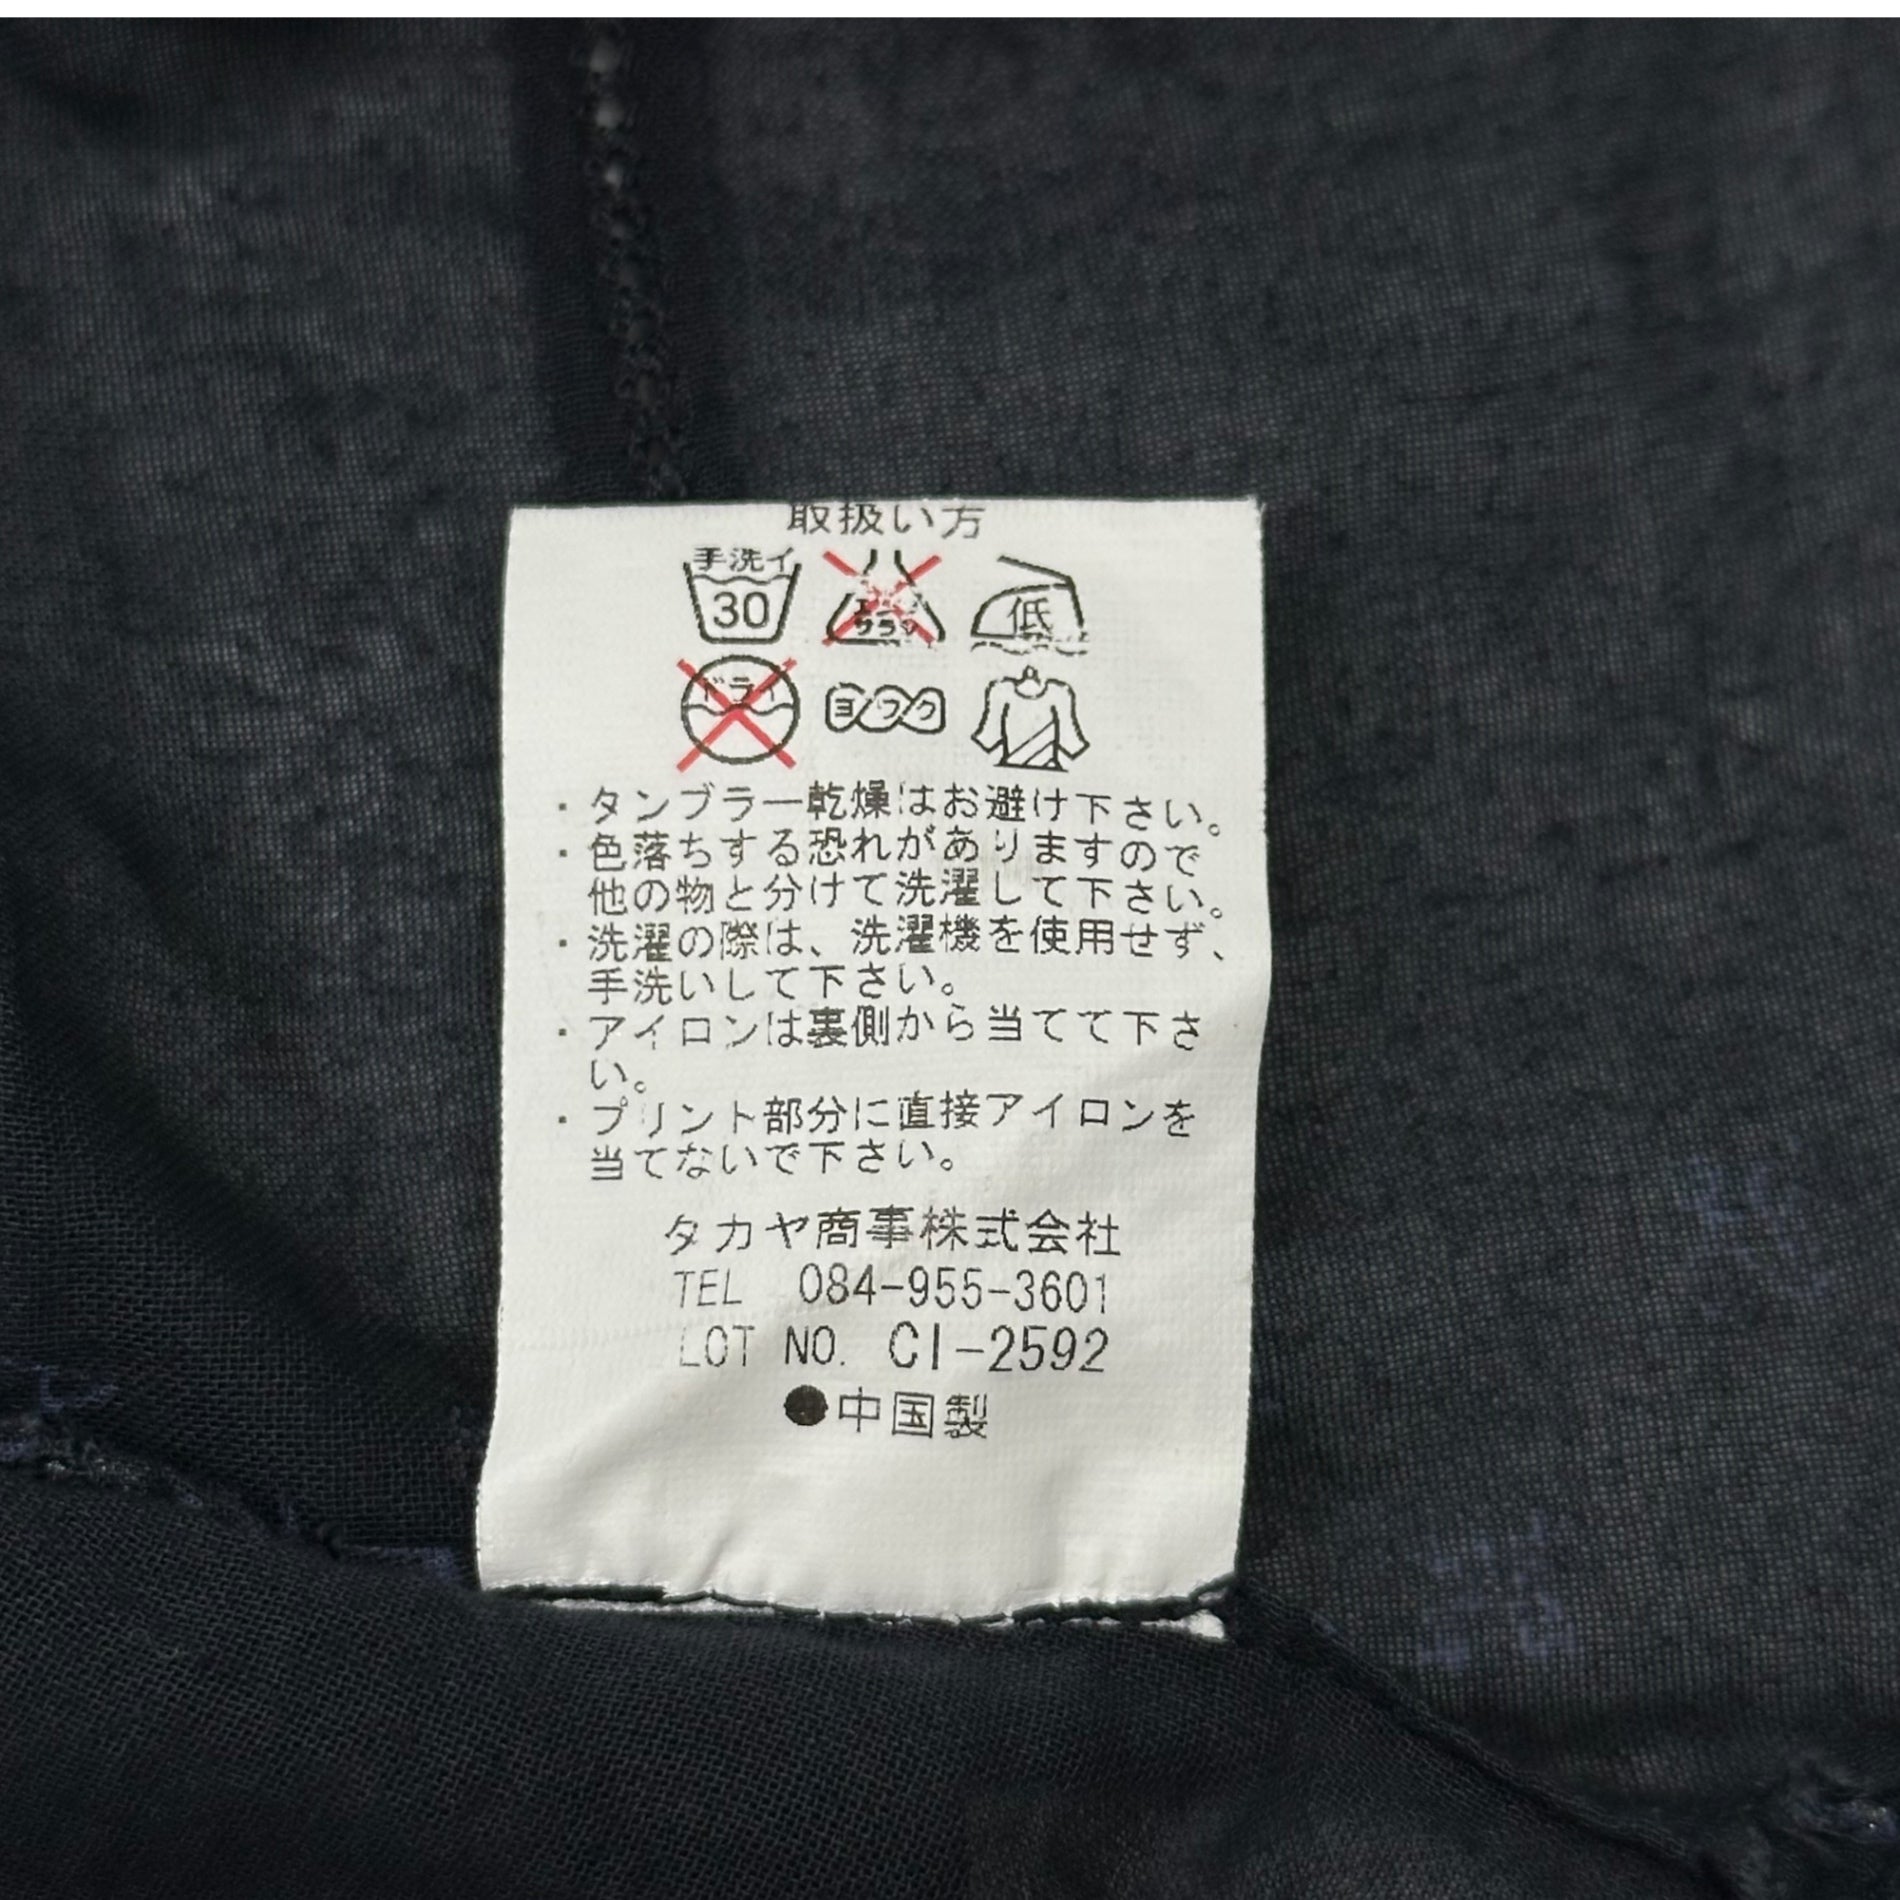 取扱い方
手洗イ
30
エンソ
サラシ
低
ドライ
ヨワク
・タンブラー乾燥はお避け下さい。
・色落ちする恐れがありますので
他の物と分けて洗濯して下さい。
・洗濯の際は、洗濯機を使用せず、
手洗いして下さい。
・アイロンは裏側から当てて下さ
い。
・プリント部分に直接アイロンを
当てないで下さい。
タカヤ商事株式会社
TEL 084-955-3601
LOT NO. CI-2592
●中国製